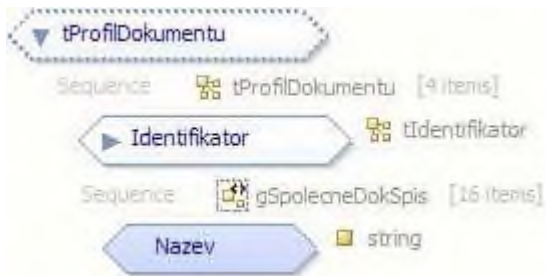 tProfilDokumentu
Sequence tProfilDokumentu [4 items]
Identifikator tIdentifikator
Sequence gSpolecneDokSpis [16 items]
Nazev string